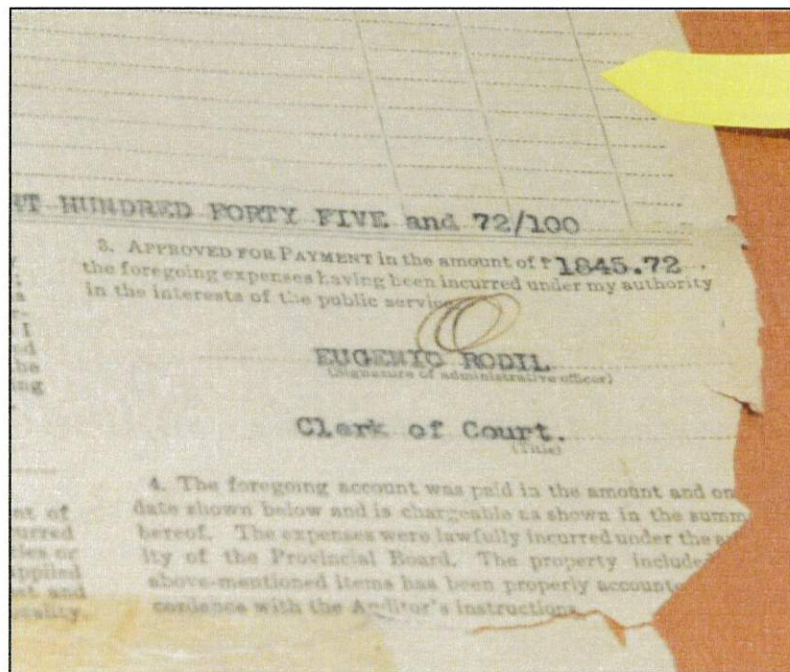 HUNDRED FORTY FIVE and 72/100
3. APPROVED FOR PAYMENT in the amount of ₱1845.72.
the foregoing expenses having been incurred under my authority
in the interests of the public service.
EUGENIO RODIL
(Signature of administrative officer)
Clerk of Court.
(Title)
4. The foregoing account was paid in the amount and on
date shown below and is chargeable as shown in the summ
hereof. The expenses were lawfully incurred under the
ity of the Provincial Board. The property included
above-mentioned items has been properly accounte
cordance with the Auditor's instructions
I